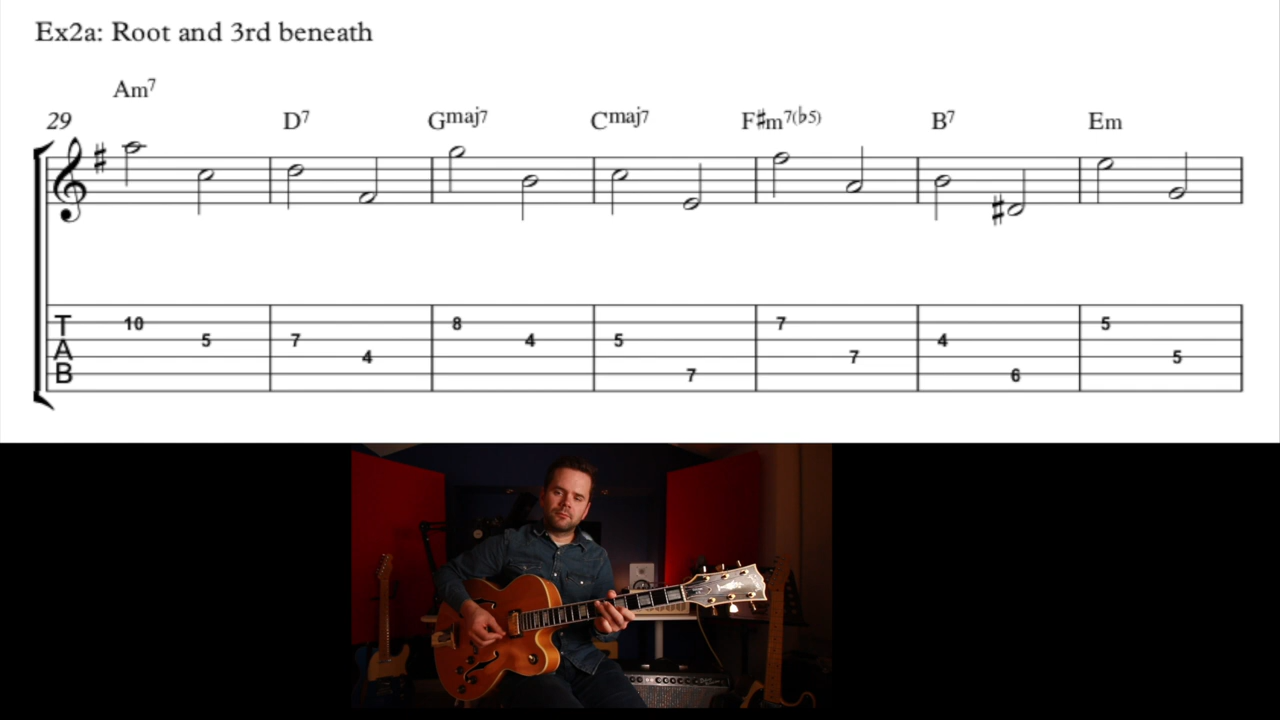 Ex2a: Root and 3rd beneath
Am7
29 D7 Gmaj7 Cmaj7 F♯m7(♭5) B7 Em
T 10 8 7 5
A 5 7 4 5 4
4 7 5
B 7 6